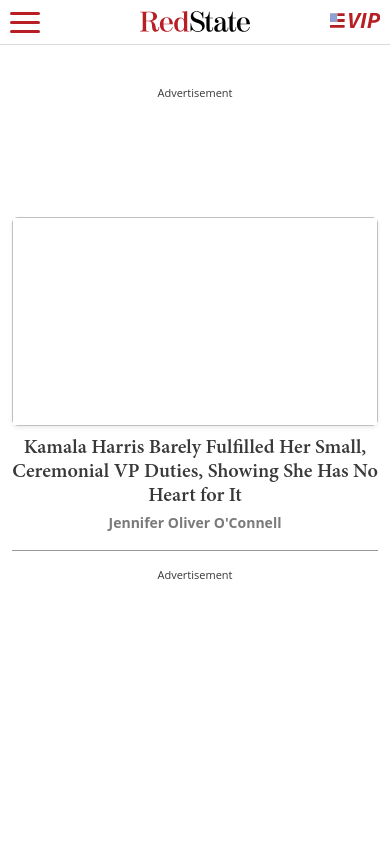 RedState
VIP
Advertisement
Kamala Harris Barely Fulfilled Her Small,
Ceremonial VP Duties, Showing She Has No
Heart for It
Jennifer Oliver O'Connell
Advertisement